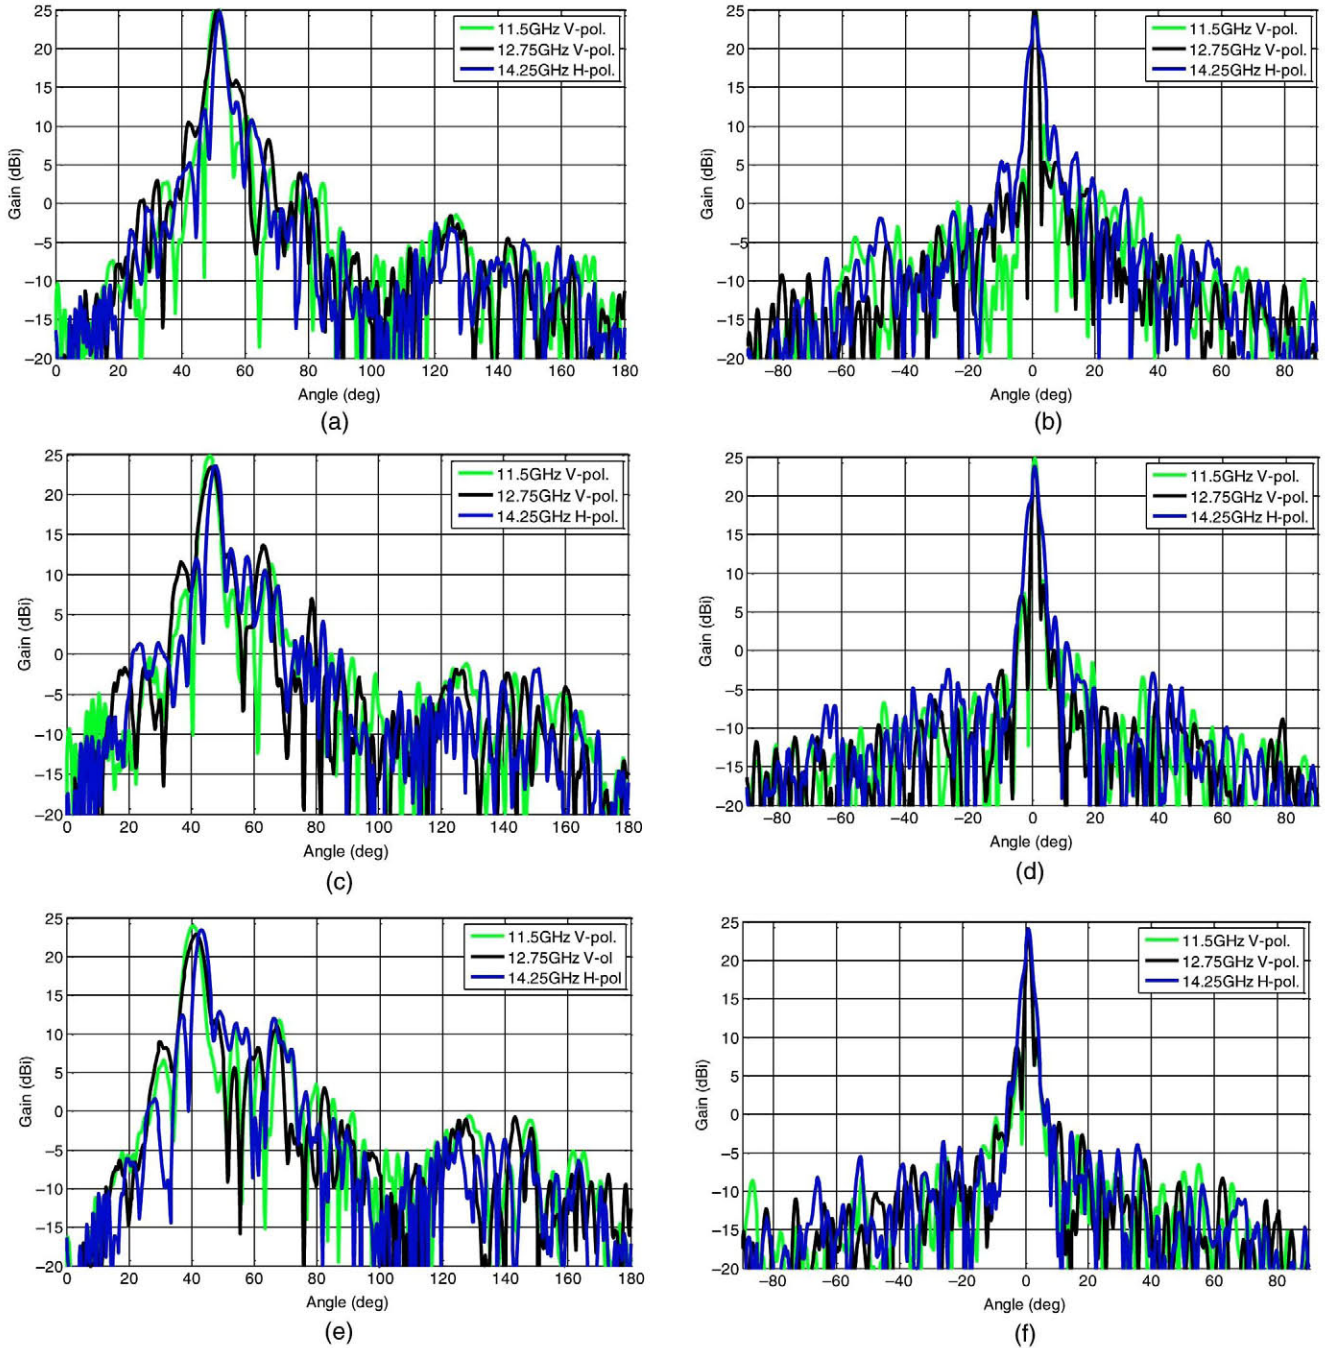 25
20
15
10
5
0
−5
−10
−15
−20
Gain (dBi)
11.5GHz V-pol.
12.75GHz V-pol.
14.25GHz H-pol.
0 20 40 60 80 100 120 140 160 180
Angle (deg)
(a)
25
20
15
10
5
0
−5
−10
−15
−20
Gain (dBi)
11.5GHz V-pol.
12.75GHz V-pol.
14.25GHz H-pol.
−80 −60 −40 −20 0 20 40 60 80
Angle (deg)
(b)
25
20
15
10
5
0
−5
−10
−15
−20
Gain (dBi)
11.5GHz V-pol.
12.75GHz V-pol.
14.25GHz H-pol.
0 20 40 60 80 100 120 140 160 180
Angle (deg)
(c)
25
20
15
10
5
0
−5
−10
−15
−20
Gain (dBi)
11.5GHz V-pol.
12.75GHz V-pol.
14.25GHz H-pol.
−80 −60 −40 −20 0 20 40 60 80
Angle (deg)
(d)
25
20
15
10
5
0
−5
−10
−15
−20
Gain (dBi)
11.5GHz V-pol.
12.75GHz V-ol
14.25GHz H-pol
0 20 40 60 80 100 120 140 160 180
Angle (deg)
(e)
25
20
15
10
5
0
−5
−10
−15
−20
Gain (dBi)
11.5GHz V-pol.
12.75GHz V-pol.
14.25GHz H-pol.
−80 −60 −40 −20 0 20 40 60 80
Angle (deg)
(f)